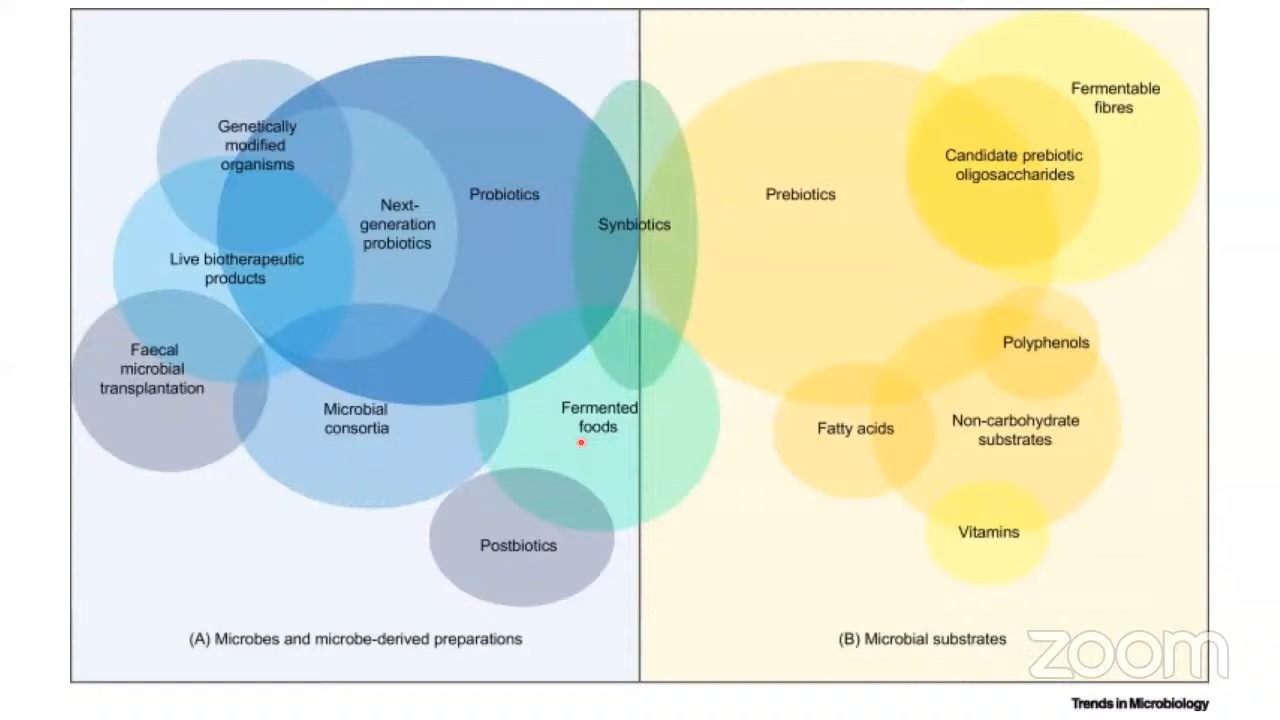 Genetically
modified
organisms
Next-
generation
probiotics
Probiotics
Live biotherapeutic
products
Faecal
microbial
transplantation
Microbial
consortia
Synbiotics
Fermented
foods
Postbiotics
(A) Microbes and microbe-derived preparations
Prebiotics
Fermentable
fibres
Candidate prebiotic
oligosaccharides
Polyphenols
Fatty acids
Non-carbohydrate
substrates
Vitamins
(B) Microbial substrates
zoom
Trends in Microbiology